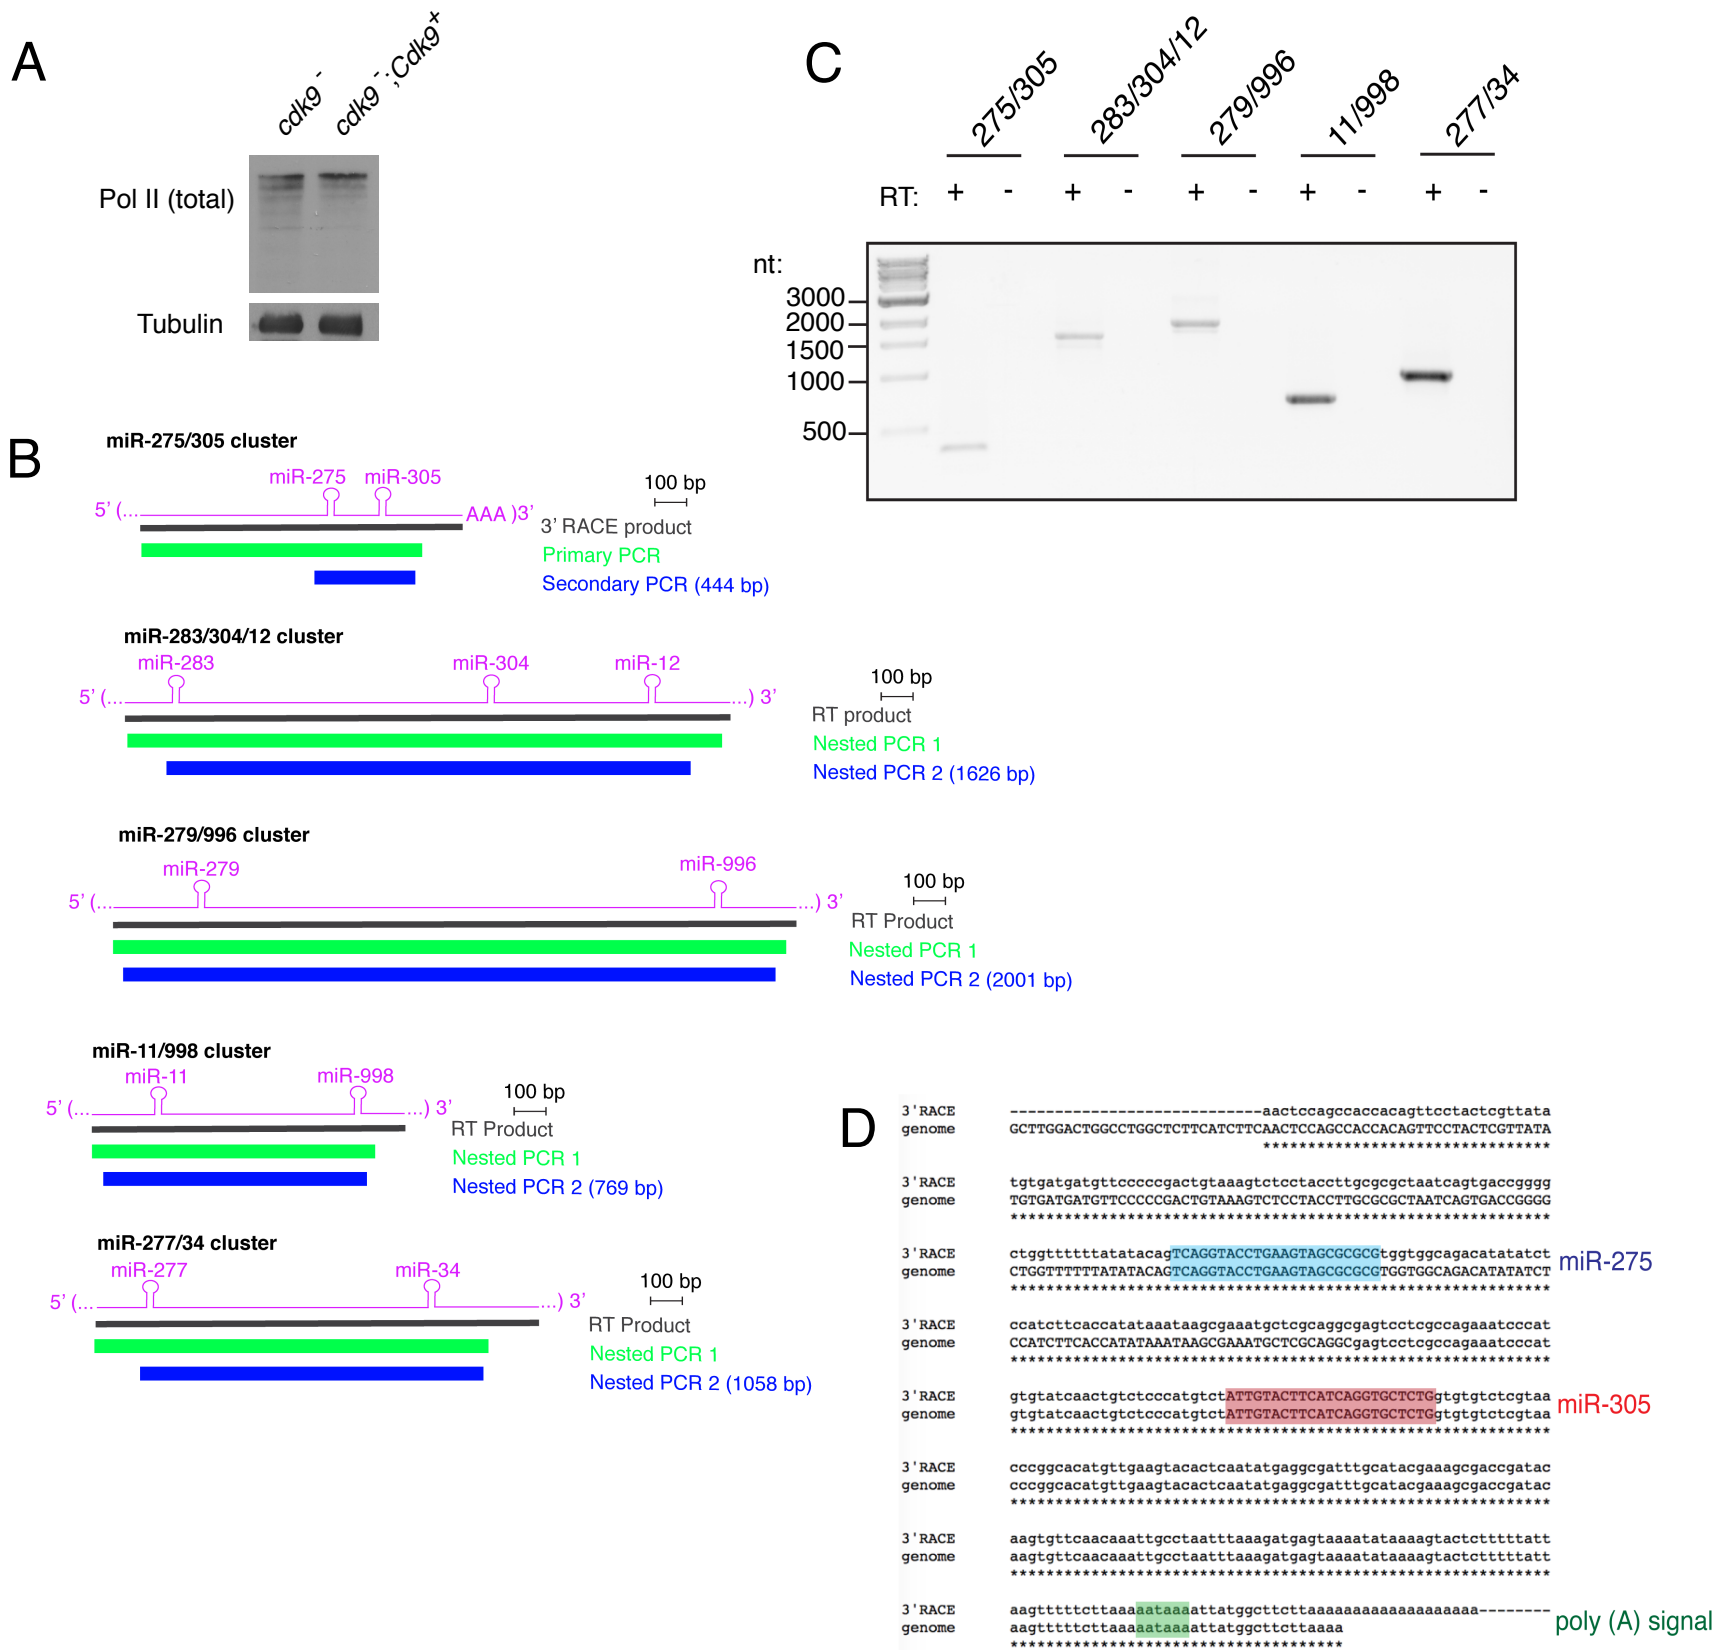 A
cdk9-
cdk9-;Cdk9+
Pol II (total)
Tubulin
B
miR-275/305 cluster
miR-275 miR-305
5' (... AAA )3'
100 bp
3' RACE product
Primary PCR
Secondary PCR (444 bp)
miR-283/304/12 cluster
miR-283 miR-304 miR-12
5' (... ...) 3'
100 bp
RT product
Nested PCR 1
Nested PCR 2 (1626 bp)
miR-279/996 cluster
miR-279 miR-996
5' (... ...) 3'
100 bp
RT Product
Nested PCR 1
Nested PCR 2 (2001 bp)
miR-11/998 cluster
miR-11 miR-998
5' (... ...) 3'
100 bp
RT Product
Nested PCR 1
Nested PCR 2 (769 bp)
miR-277/34 cluster
miR-277 miR-34
5' (... ...) 3'
100 bp
RT Product
Nested PCR 1
Nested PCR 2 (1058 bp)
C
275/305 283/304/12 279/996 11/998 277/34
RT: + - + - + - + - + -
nt:
3000
2000
1500
1000
500
D
3'RACE ----------------------------aactccagccaccacagttcctactcgttata
genome GCTTGGACTGGCCTGGCTCTTCATCTTCAACTCCAGCCACCACAGTTCCTACTCGTTATA
********************************
3'RACE tgtgatgatgttcccccgactgtaaagtctcctaccttgcgcgctaatcagtgaccgggg
genome TGTGATGATGTTCCCCCGACTGTAAAGTCTCCTACCTTGCGCGCTAATCAGTGACCGGGG
************************************************************
3'RACE ctggttttttatatacagTCAGGTACCTGAAGTAGCGCGCGtggtggcagacatatatct
genome CTGGTTTTTTATATACAGTCAGGTACCTGAAGTAGCGCGCGTGGTGGCAGACATATATCT
************************************************************
miR-275
3'RACE ccatcttcaccatataaataagcgaaatgctcgcaggcgagtcctcgccagaaatcccat
genome CCATCTTCACCATATAAATAAGCGAAATGCTCGCAGGCgagtcctcgccagaaatcccat
************************************************************
3'RACE gtgtatcaactgtctcccatgtctATTGTACTTCATCAGGTGCTCTGgtgtgtctcgtaa
genome gtgtatcaactgtctcccatgtctATTGTACTTCATCAGGTGCTCTGgtgtgtctcgtaa
************************************************************
miR-305
3'RACE cccggcacatgttgaagtacactcaatatgaggcgatttgcatacgaaagcgaccgatac
genome cccggcacatgttgaagtacactcaatatgaggcgatttgcatacgaaagcgaccgatac
************************************************************
3'RACE aagtgttcaacaaattgcctaatttaaagatgagtaaaatataaaagtactctttttatt
genome aagtgttcaacaaattgcctaatttaaagatgagtaaaatataaaagtactctttttatt
************************************************************
3'RACE aagtttttcttaaaaataaaattatggcttcttaaaaaaaaaaaaaaaaaaa--------
genome aagtttttcttaaaaataaaattatggcttcttaaaa
*************************************
poly (A) signal